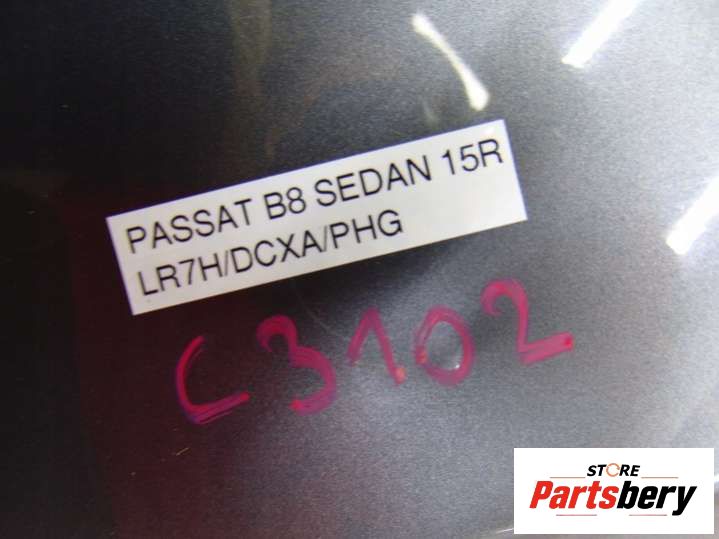 PASSAT B8 SEDAN 15R
LR7H/DCXA/PHG
C3102
STORE
Partsbery